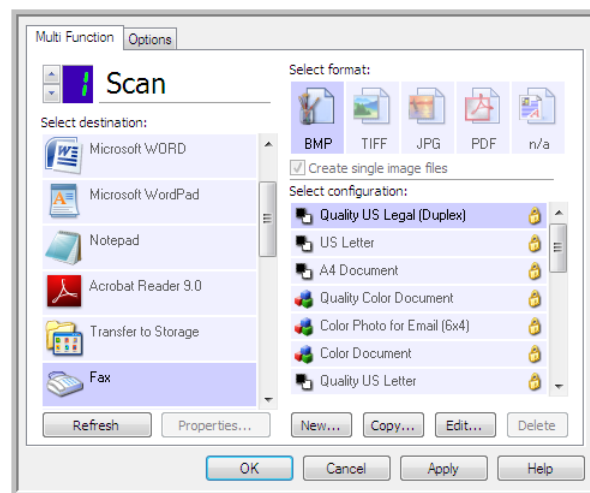 Multi Function
Options
1
Scan
Select destination:
Microsoft WORD
Microsoft WordPad
Notepad
Acrobat Reader 9.0
Transfer to Storage
Fax
Refresh
Properties...
Select format:
BMP
TIFF
JPG
PDF
n/a
Create single image files
Select configuration:
Quality US Legal (Duplex)
US Letter
A4 Document
Quality Color Document
Color Photo for Email (6x4)
Color Document
Quality US Letter
New...
Copy...
Edit...
Delete
OK
Cancel
Apply
Help